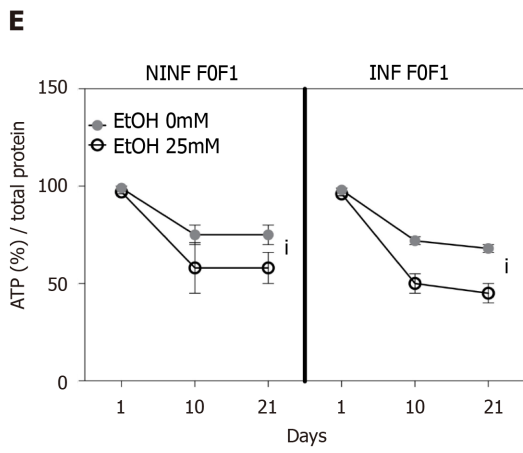 E
NINF F0F1
INF F0F1
150
100
50
0
ATP (%) / total protein
EtOH 0mM
EtOH 25mM
i
i
1 10 21
1 10 21
Days